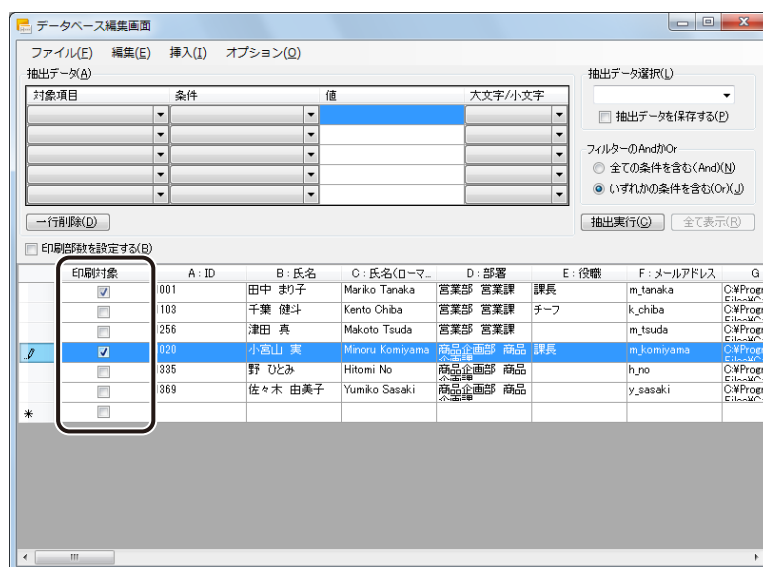 データベース編集画面
ファイル(F) 編集(E) 挿入(I) オプション(O)
抽出データ(A)
対象項目 条件 値 大文字/小文字
抽出データ選択(L)
抽出データを保存する(P)
フィルターのAndかOr
全ての条件を含む(And)(N)
いずれかの条件を含む(Or)(J)
一行削除(D)
抽出実行(C) 全て表示(R)
印刷部数を設定する(B)
印刷対象 A:ID B:氏名 C:氏名(ローマ... D:部署 E:役職 F:メールアドレス G
001 田中 まり子 Mariko Tanaka 営業部 営業課 課長 m_tanaka C:¥Progr
103 千葉 健斗 Kento Chiba 営業部 営業課 チーフ k_chiba C:¥Progr
256 津田 真 Makoto Tsuda 営業部 営業課 m_tsuda C:¥Progr
020 小宮山 実 Minoru Komiyama 商品企画部 商品 課長 m_komiyama C:¥Progr
335 野 ひとみ Hitomi No 商品企画部 商品 h_no C:¥Progr
369 佐々木 由美子 Yumiko Sasaki 商品企画部 商品 y_sasaki C:¥Progr